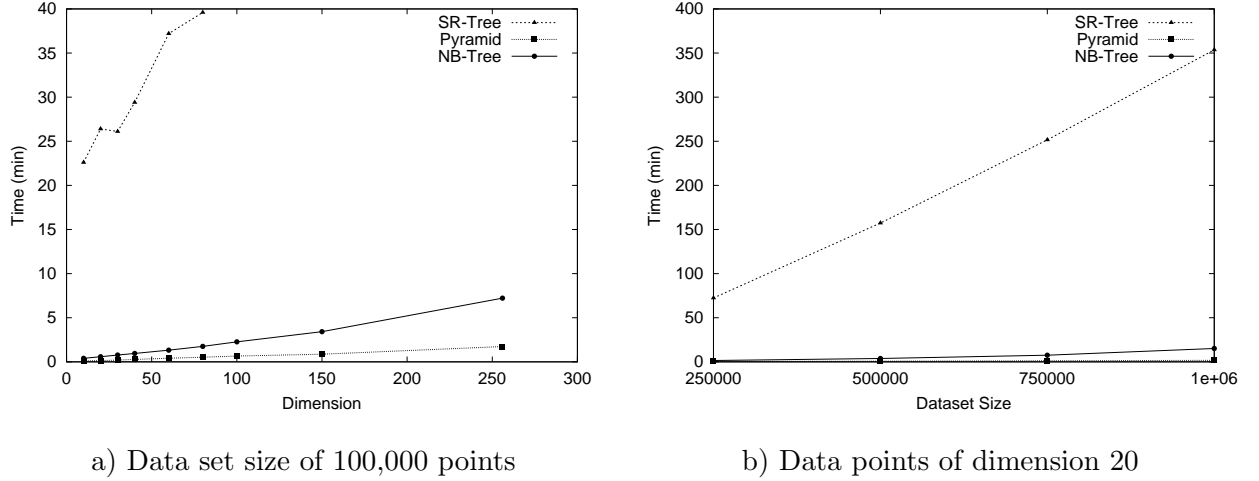 40
35
30
25
20
15
10
5
0
Time (min)
0 50 100 150 200 250 300
Dimension
SR-Tree
Pyramid
NB-Tree
a) Data set size of 100,000 points
400
350
300
250
200
150
100
50
0
Time (min)
250000 500000 750000 1e+06
Dataset Size
SR-Tree
Pyramid
NB-Tree
b) Data points of dimension 20